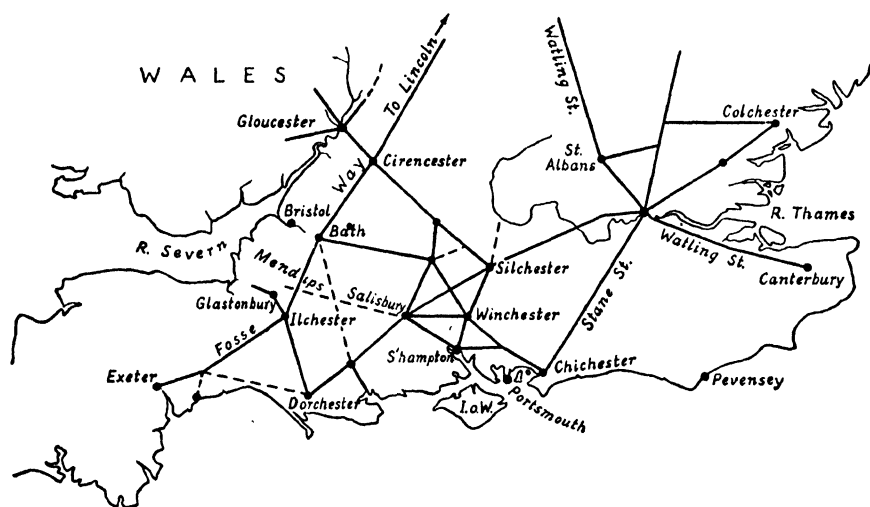 WALES
To Lincoln
Watling St.
Colchester
Gloucester
St.
Albans
Cirencester
Way
Bristol
Bath
R. Thames
R. Severn
Watling St.
Mendips
Silchester
Canterbury
Glastonbury
Salisbury
Stane St.
Ilchester
Winchester
Fosse
S'hampton
Chichester
Exeter
Pevensey
Dorchester
I.o.W.
Portsmouth